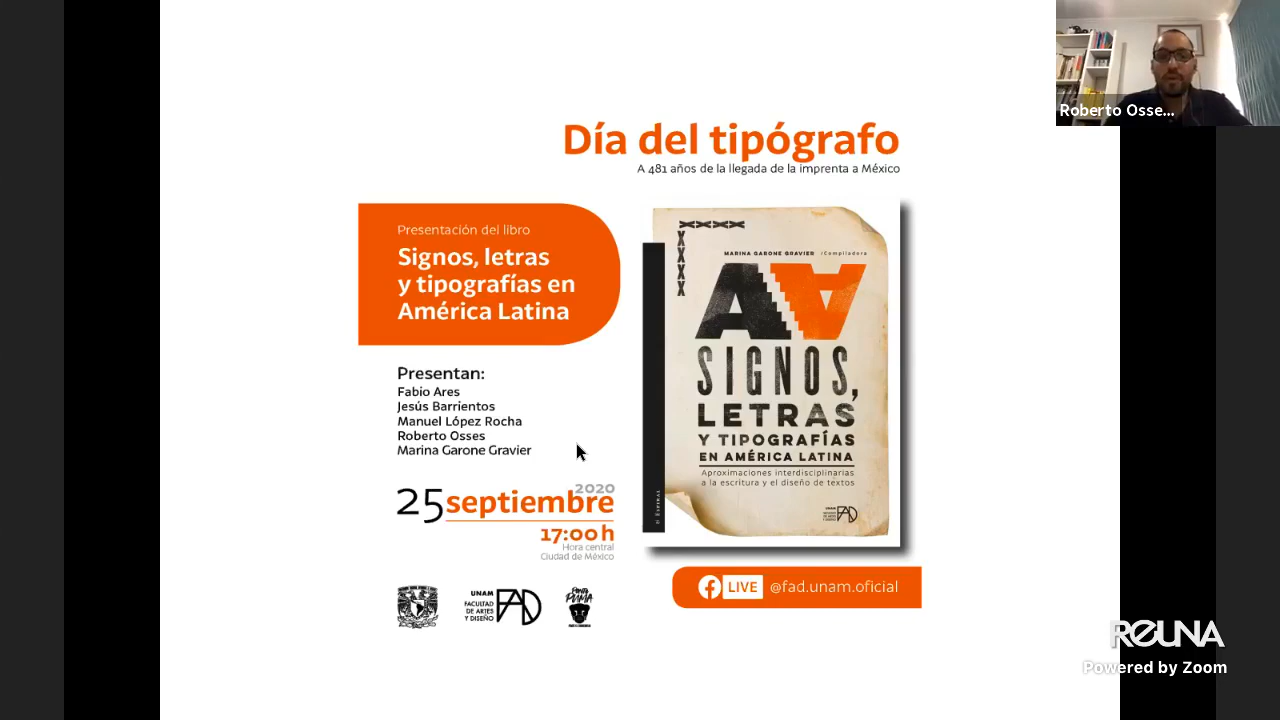 Día del tipógrafo
A 481 años de la llegada de la imprenta a México
Presentación del libro
Signos, letras
y tipografías en
América Latina
Presentan:
Fabio Ares
Jesús Barrientos
Manuel López Rocha
Roberto Osses
Marina Garone Gravier
2020
25 septiembre
17:00 h
Hora central
Ciudad de México
UNAM
FACULTAD
DE ARTES
Y DISEÑO
FAD
PUMA
MARINA GARONE GRAVIER /Compiladora
AA
SIGNOS,
LETRAS
Y TIPOGRAFÍAS
EN AMÉRICA LATINA
Aproximaciones interdisciplinarias
a la escritura y el diseño de textos
UNAM
FAD
LIVE @fad.unam.oficial
Roberto Osse...
REUNA
Powered by Zoom